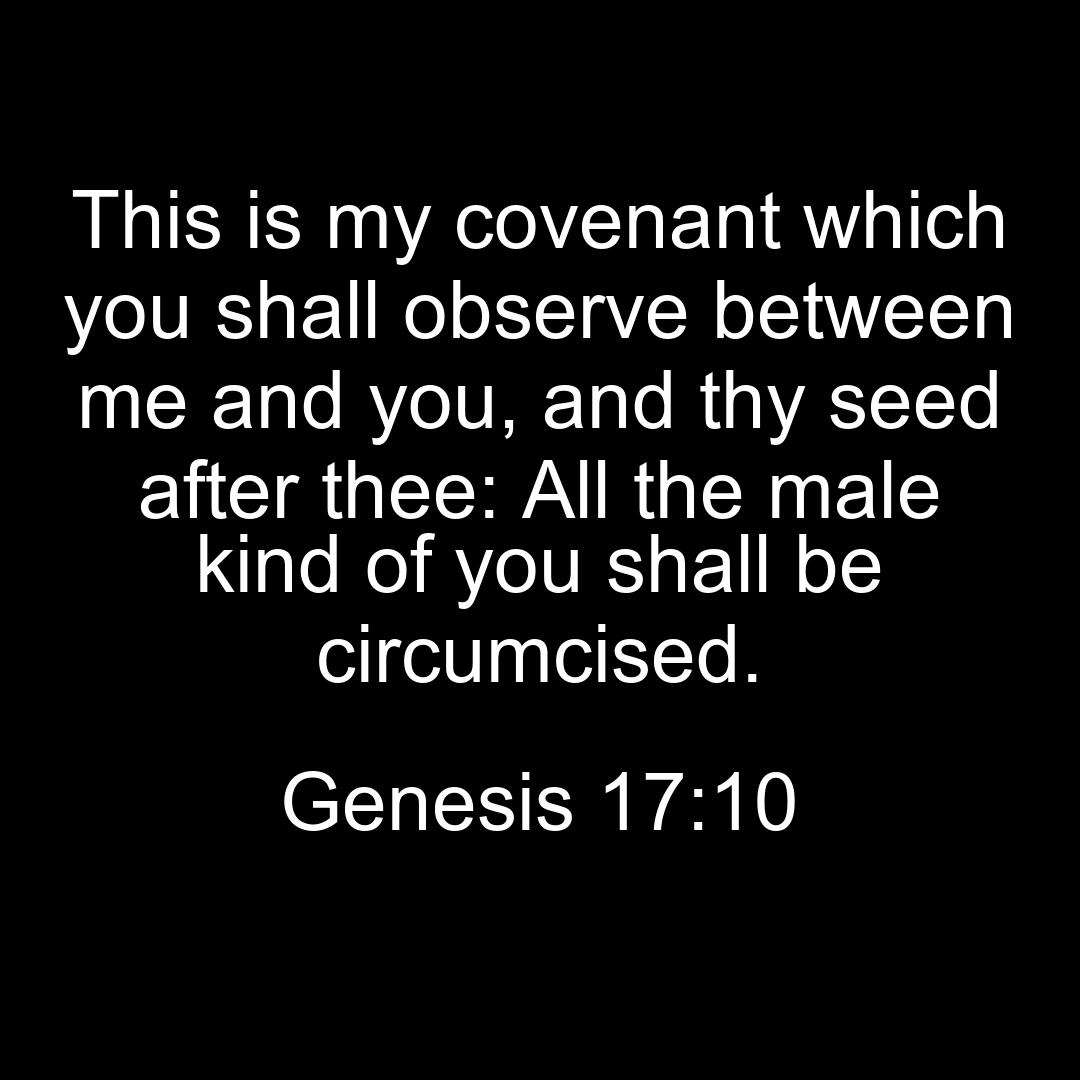 This is my covenant which
you shall observe between
me and you, and thy seed
after thee: All the male
kind of you shall be
circumcised.
Genesis 17:10